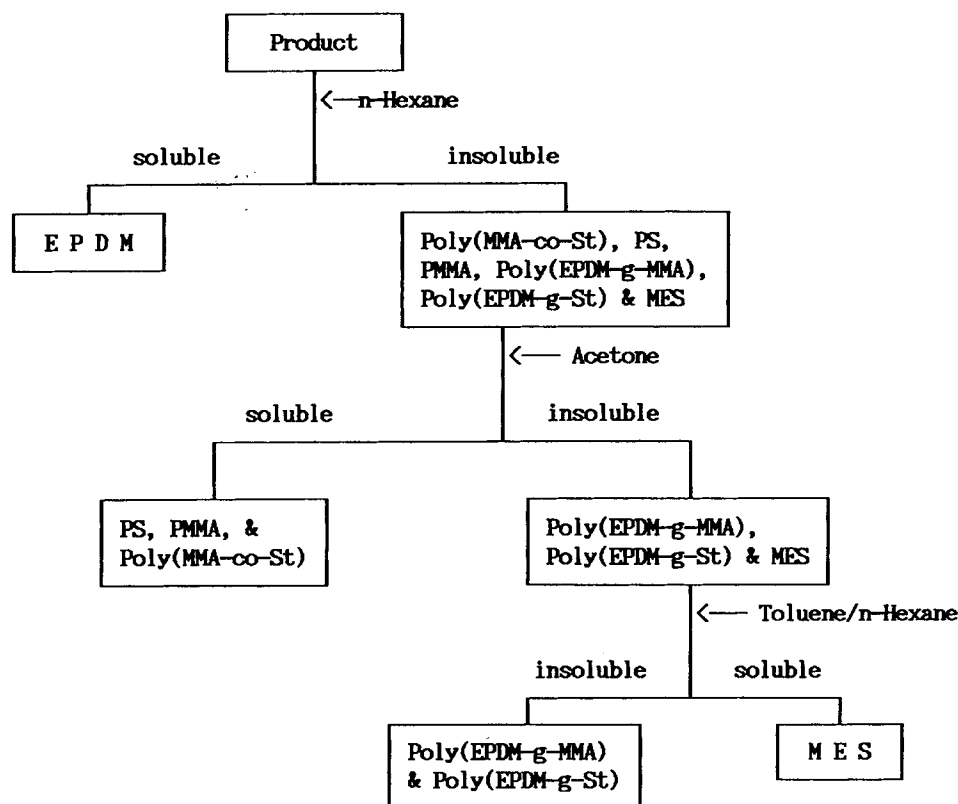 Product
n-Hexane
soluble
insoluble
E P D M
Poly(MMA-co-St), PS,
PMMA, Poly(EPDM-g-MMA),
Poly(EPDM-g-St) & MES
Acetone
soluble
insoluble
PS, PMMA, &
Poly(MMA-co-St)
Poly(EPDM-g-MMA),
Poly(EPDM-g-St) & MES
Toluene/n-Hexane
insoluble
soluble
Poly(EPDM-g-MMA)
& Poly(EPDM-g-St)
M E S